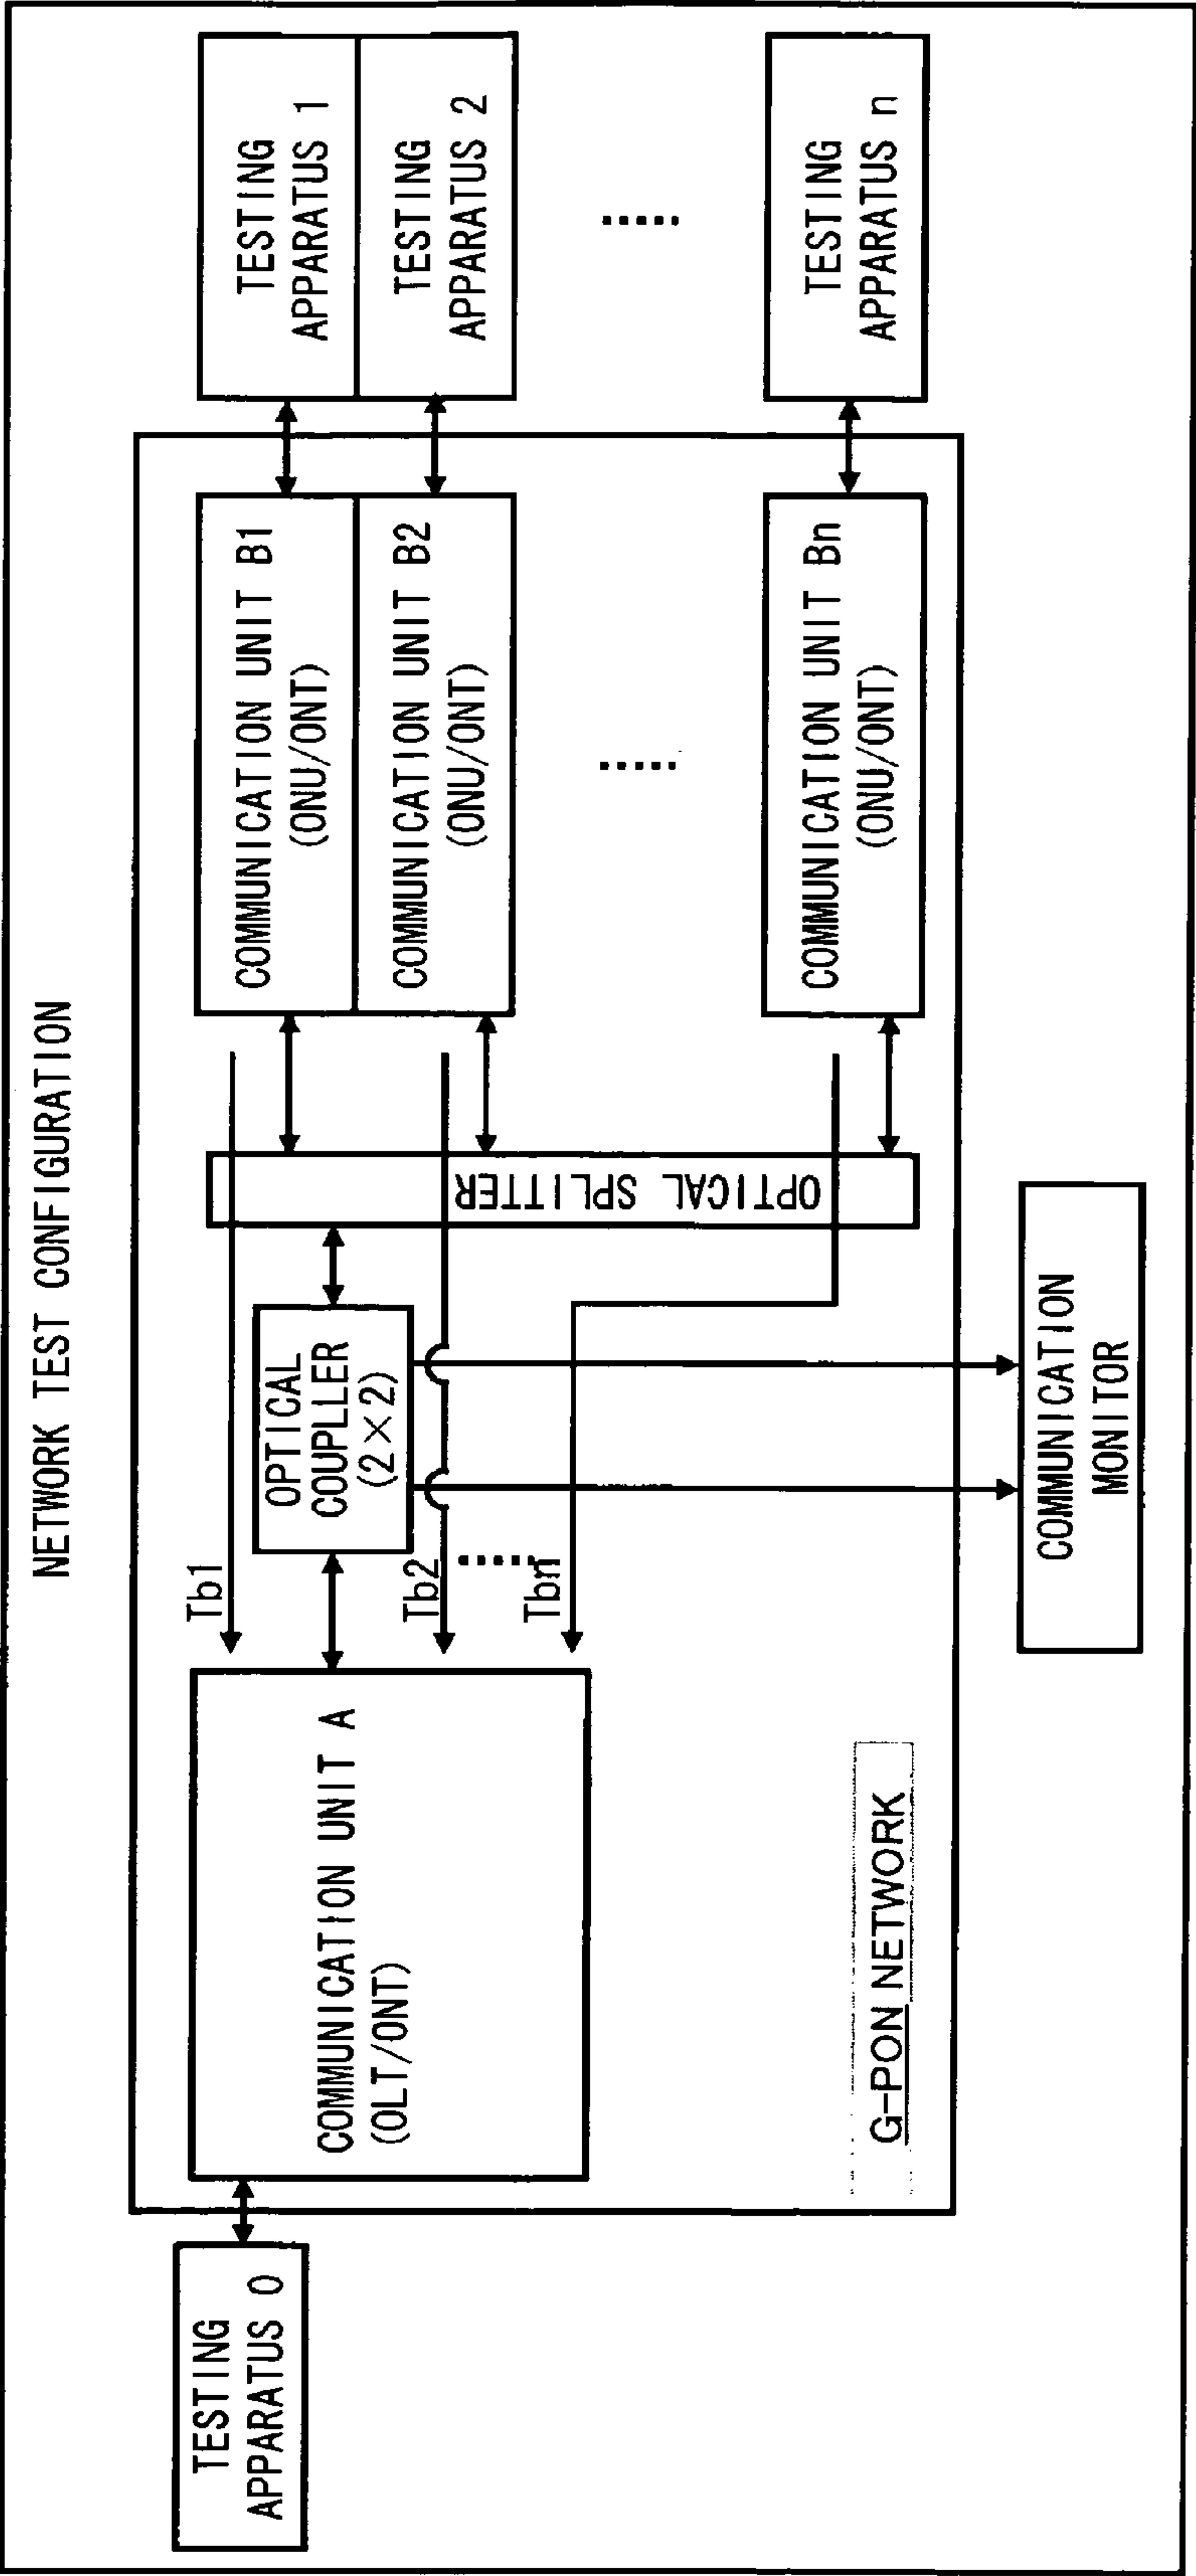 NETWORK TEST CONFIGURATION
TESTING
APPARATUS 0
COMMUNICATION UNIT A
(OLT/ONT)
G-PON NETWORK
Tb1
Tb2
.....
Tbn
OPTICAL
COUPLLER
(2×2)
OPTICAL SPLITTER
COMMUNICATION UNIT B1
(ONU/ONT)
COMMUNICATION UNIT B2
(ONU/ONT)
.....
COMMUNICATION UNIT Bn
(ONU/ONT)
TESTING
APPARATUS 1
TESTING
APPARATUS 2
.....
TESTING
APPARATUS n
COMMUNICATION
MONITOR